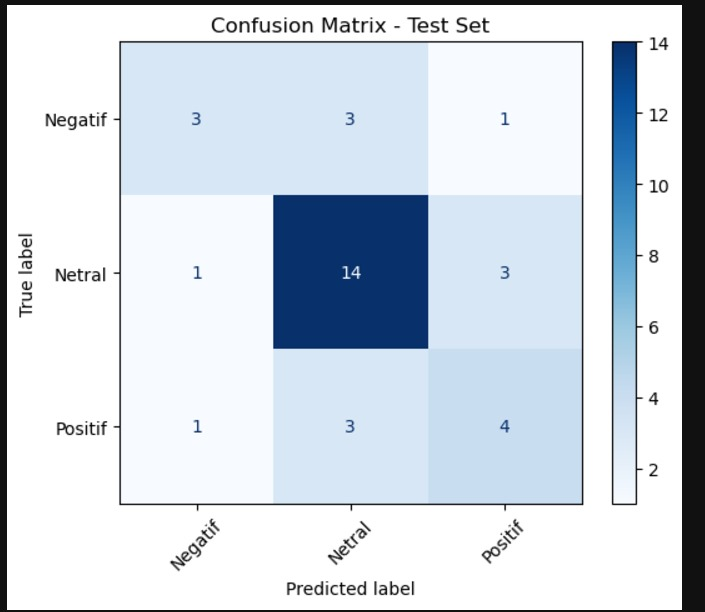 Confusion Matrix - Test Set
True label
Negatif 3 3 1
Netral 1 14 3
Positif 1 3 4
Negatif Netral Positif
Predicted label
14
12
10
8
6
4
2